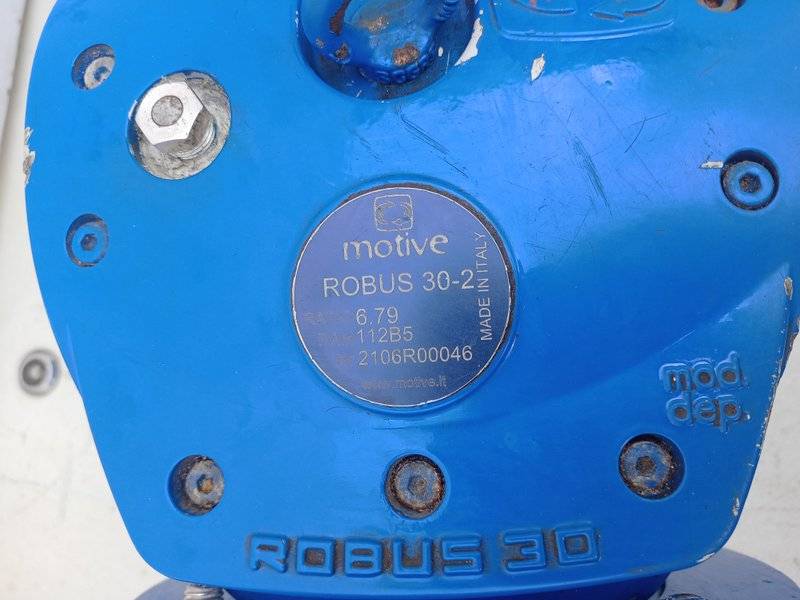 motive
ROBUS 30-2
6.79
112B5
2106R00046
www.motive.it
MADE IN ITALY
mod.
dep.
ROBUS 30